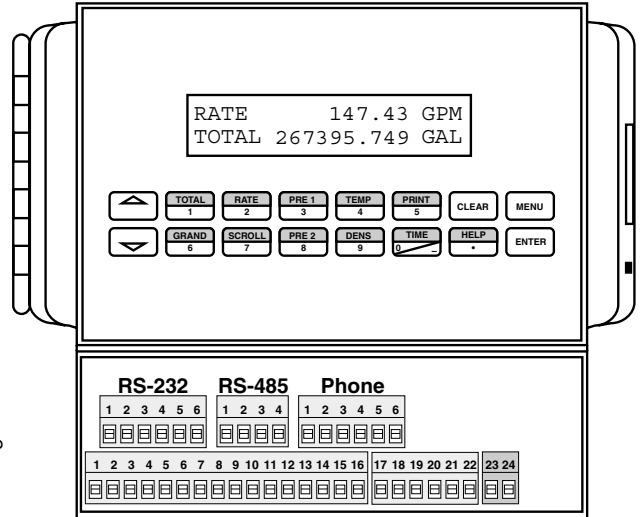 RATE 147.43 GPM
TOTAL 267395.749 GAL
TOTAL RATE PRE 1 TEMP PRINT CLEAR MENU
1 2 3 4 5
GRAND SCROLL PRE 2 DENS TIME HELP ENTER
6 7 8 9 0 – •
RS-232 RS-485 Phone
1 2 3 4 5 6 1 2 3 4 1 2 3 4 5 6
1 2 3 4 5 6 7 8 9 10 11 12 13 14 15 16 17 18 19 20 21 22 23 24